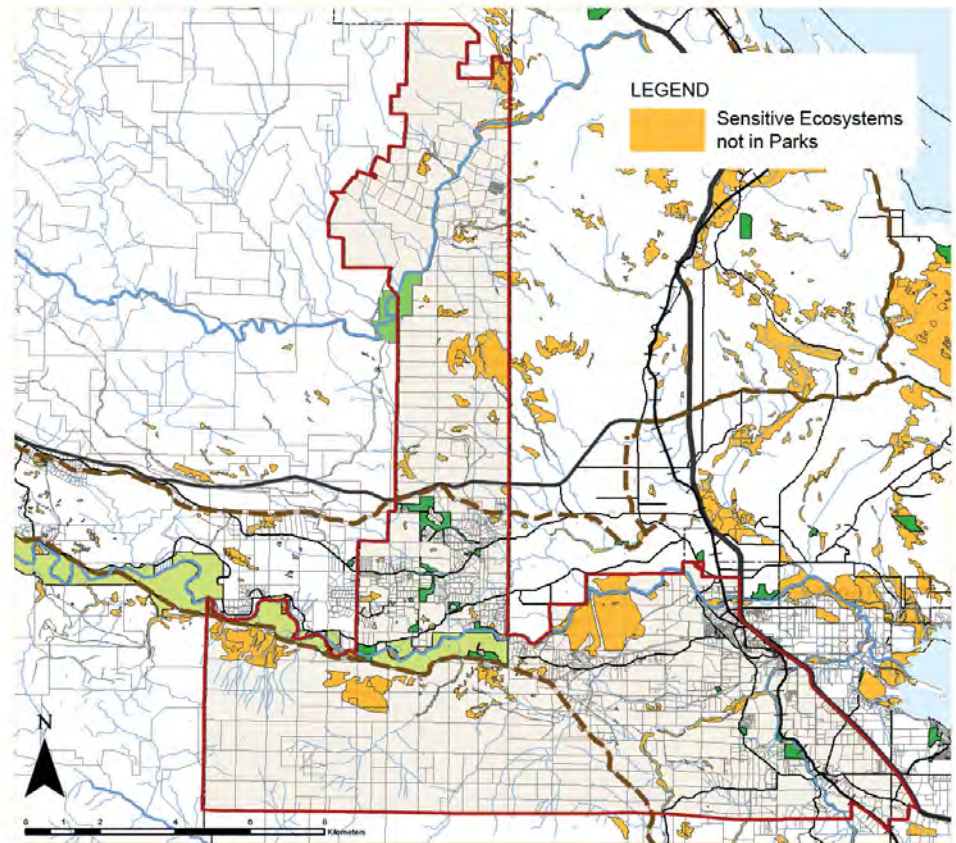 LEGEND
Sensitive Ecosystems
not in Parks
N
0 1 2 4 6 8
Kilometers